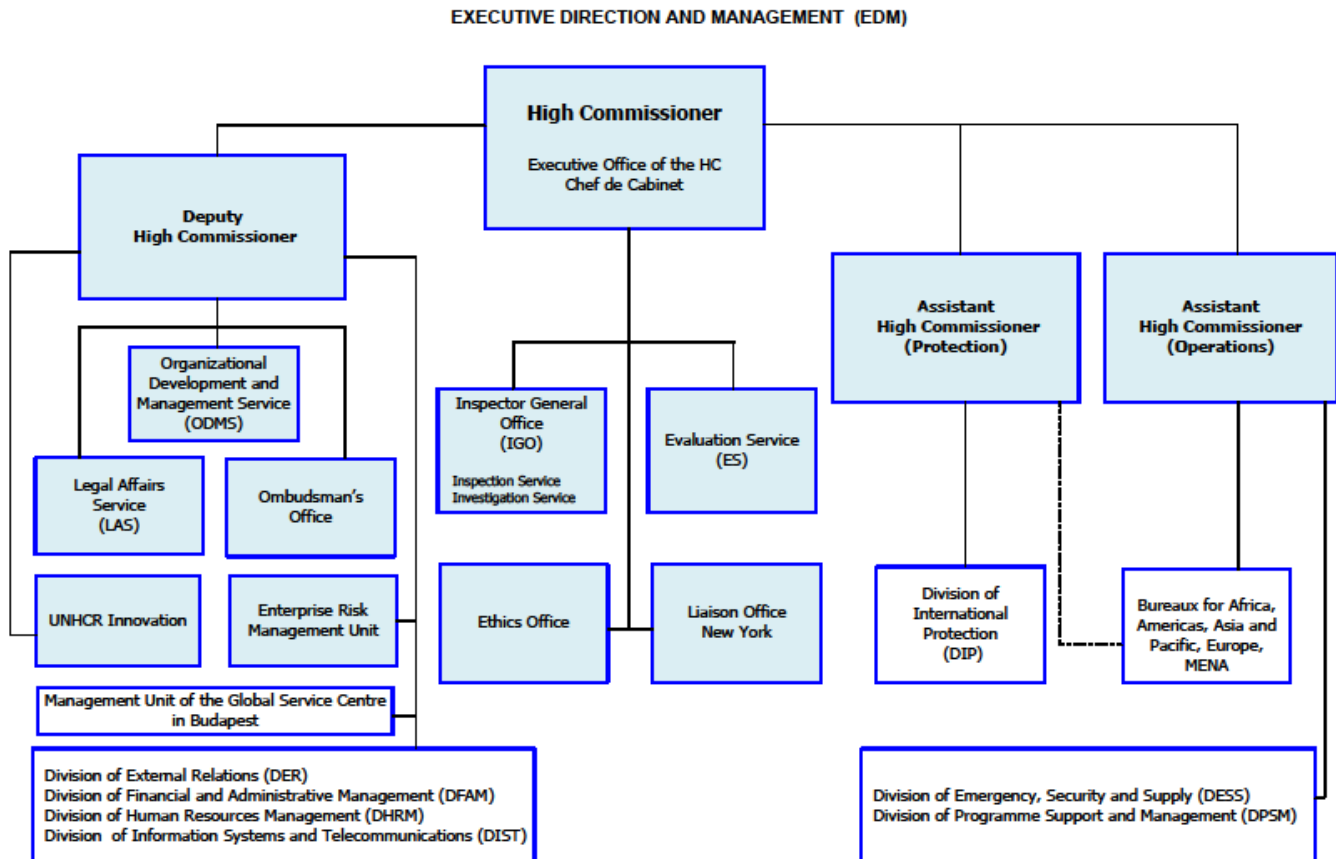 EXECUTIVE DIRECTION AND MANAGEMENT (EDM)
High Commissioner
Executive Office of the HC
Chef de Cabinet
Deputy
High Commissioner
Assistant
High Commissioner
(Protection)
Assistant
High Commissioner
(Operations)
Organizational
Development and
Management Service
(ODMS)
Legal Affairs
Service
(LAS)
Ombudsman's
Office
UNHCR Innovation
Enterprise Risk
Management Unit
Management Unit of the Global Service Centre
in Budapest
Division of External Relations (DER)
Division of Financial and Administrative Management (DFAM)
Division of Human Resources Management (DHRM)
Division of Information Systems and Telecommunications (DIST)
Inspector General
Office
(IGO)
Inspection Service
Investigation Service
Evaluation Service
(ES)
Ethics Office
Liaison Office
New York
Division of
International
Protection
(DIP)
Bureaux for Africa,
Americas, Asia and
Pacific, Europe,
MENA
Division of Emergency, Security and Supply (DESS)
Division of Programme Support and Management (DPSM)